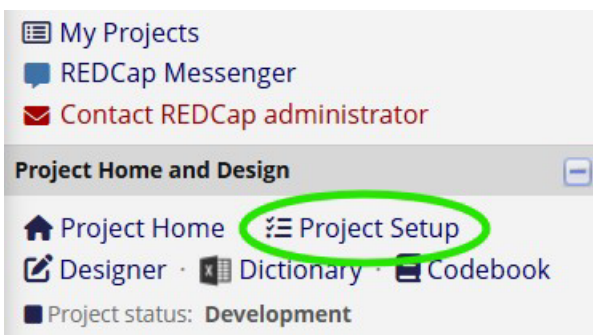 My Projects
REDCap Messenger
Contact REDCap administrator
Project Home and Design
Project Home Project Setup
Designer · Dictionary · Codebook
Project status: Development